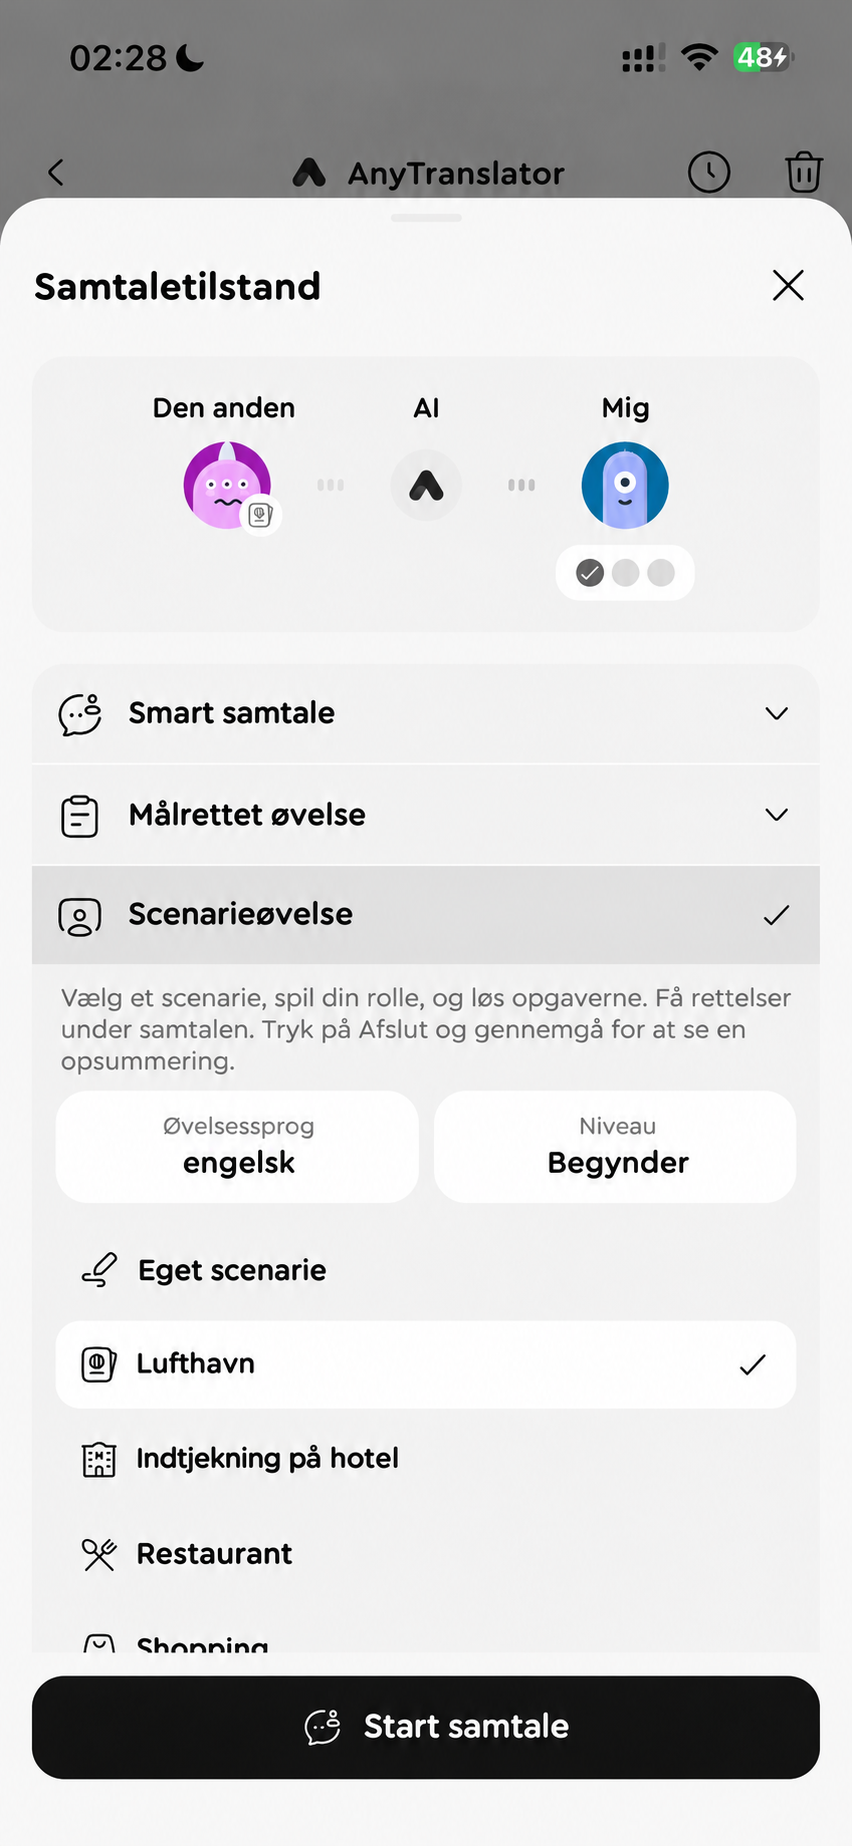 02:28
48
AnyTranslator
Samtaletilstand
Den anden
AI
Mig
Smart samtale
Målrettet øvelse
Scenarieøvelse
Vælg et scenarie, spil din rolle, og løs opgaverne. Få rettelser
under samtalen. Tryk på Afslut og gennemgå for at se en
opsummering.
Øvelsessprog
engelsk
Niveau
Begynder
Eget scenarie
Lufthavn
Indtjekning på hotel
Restaurant
Shopping
Start samtale